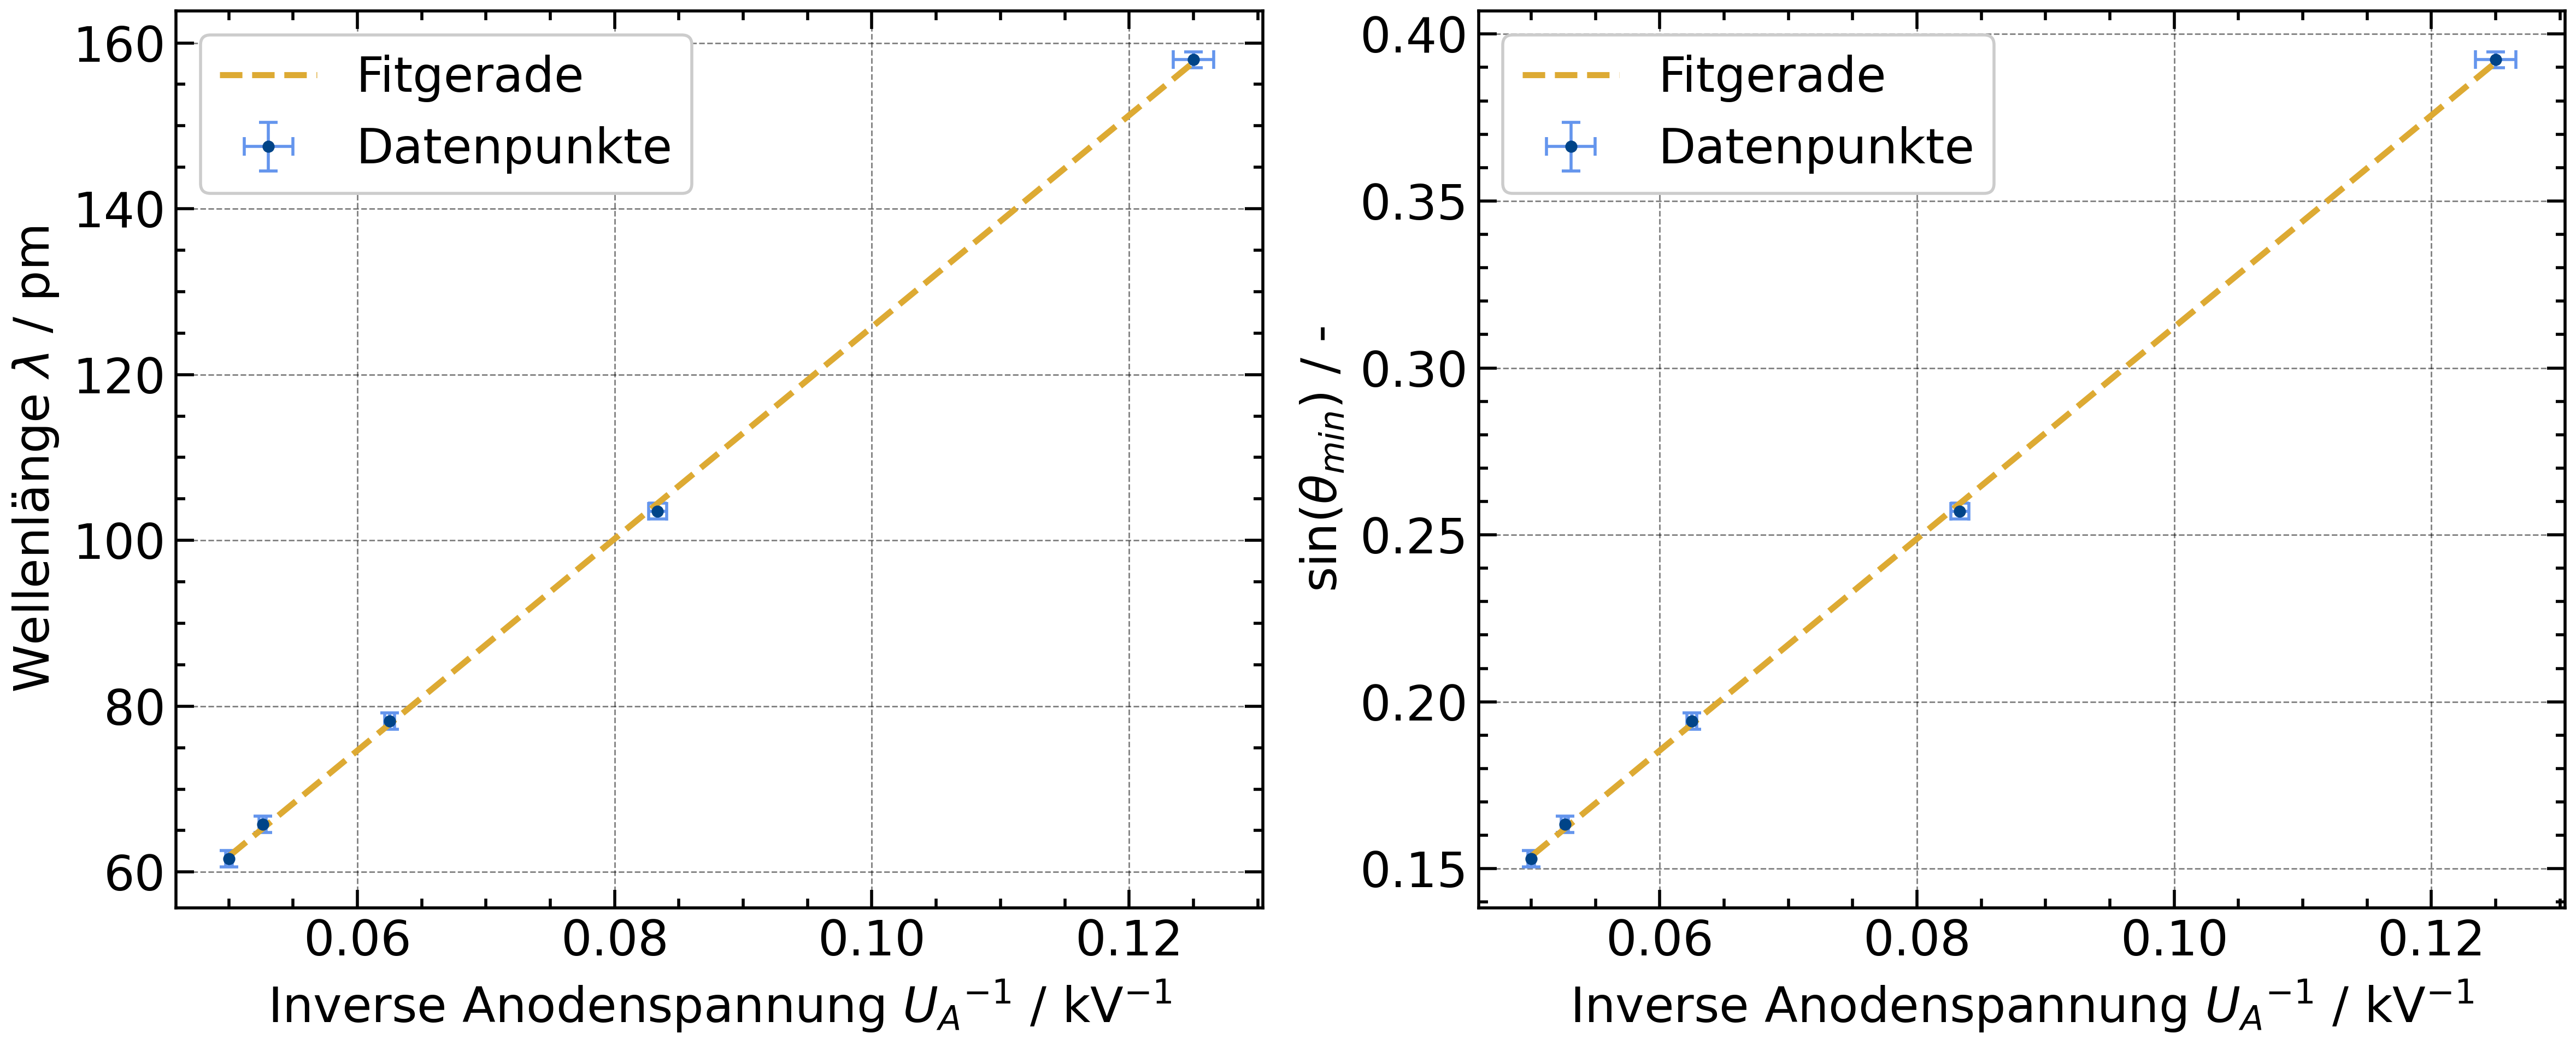 160
140
120
100
80
60
Wellenlänge λ / pm
Fitgerade
Datenpunkte
0.06 0.08 0.10 0.12
Inverse Anodenspannung U_A⁻¹ / kV⁻¹
0.40
0.35
0.30
0.25
0.20
0.15
sin(θ_min) / -
Fitgerade
Datenpunkte
0.06 0.08 0.10 0.12
Inverse Anodenspannung U_A⁻¹ / kV⁻¹